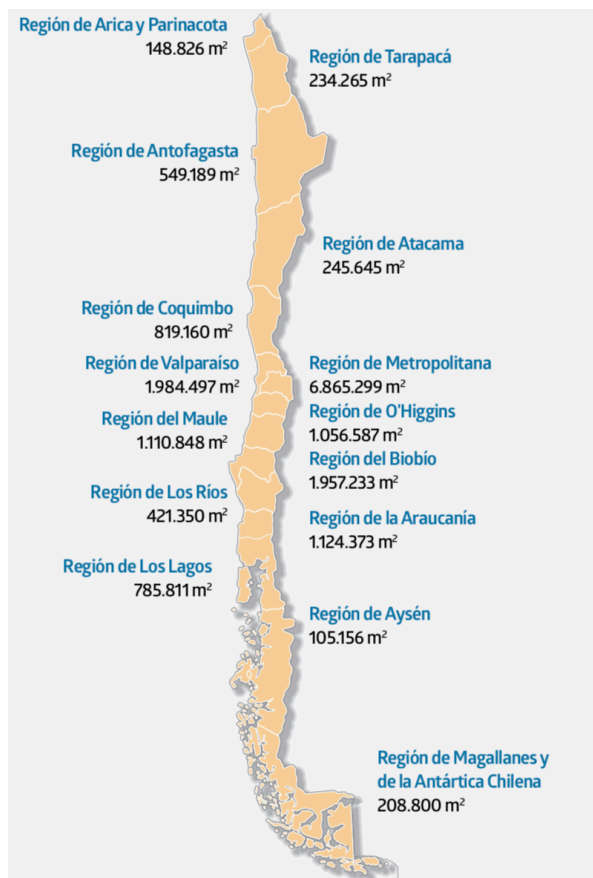 Región de Arica y Parinacota
148.826 m²
Región de Tarapacá
234.265 m²
Región de Antofagasta
549.189 m²
Región de Atacama
245.645 m²
Región de Coquimbo
819.160 m²
Región de Valparaíso
1.984.497 m²
Región de Metropolitana
6.865.299 m²
Región del Maule
1.110.848 m²
Región de O'Higgins
1.056.587 m²
Región del Biobío
1.957.233 m²
Región de Los Ríos
421.350 m²
Región de la Araucanía
1.124.373 m²
Región de Los Lagos
785.811 m²
Región de Aysén
105.156 m²
Región de Magallanes y
de la Antártica Chilena
208.800 m²